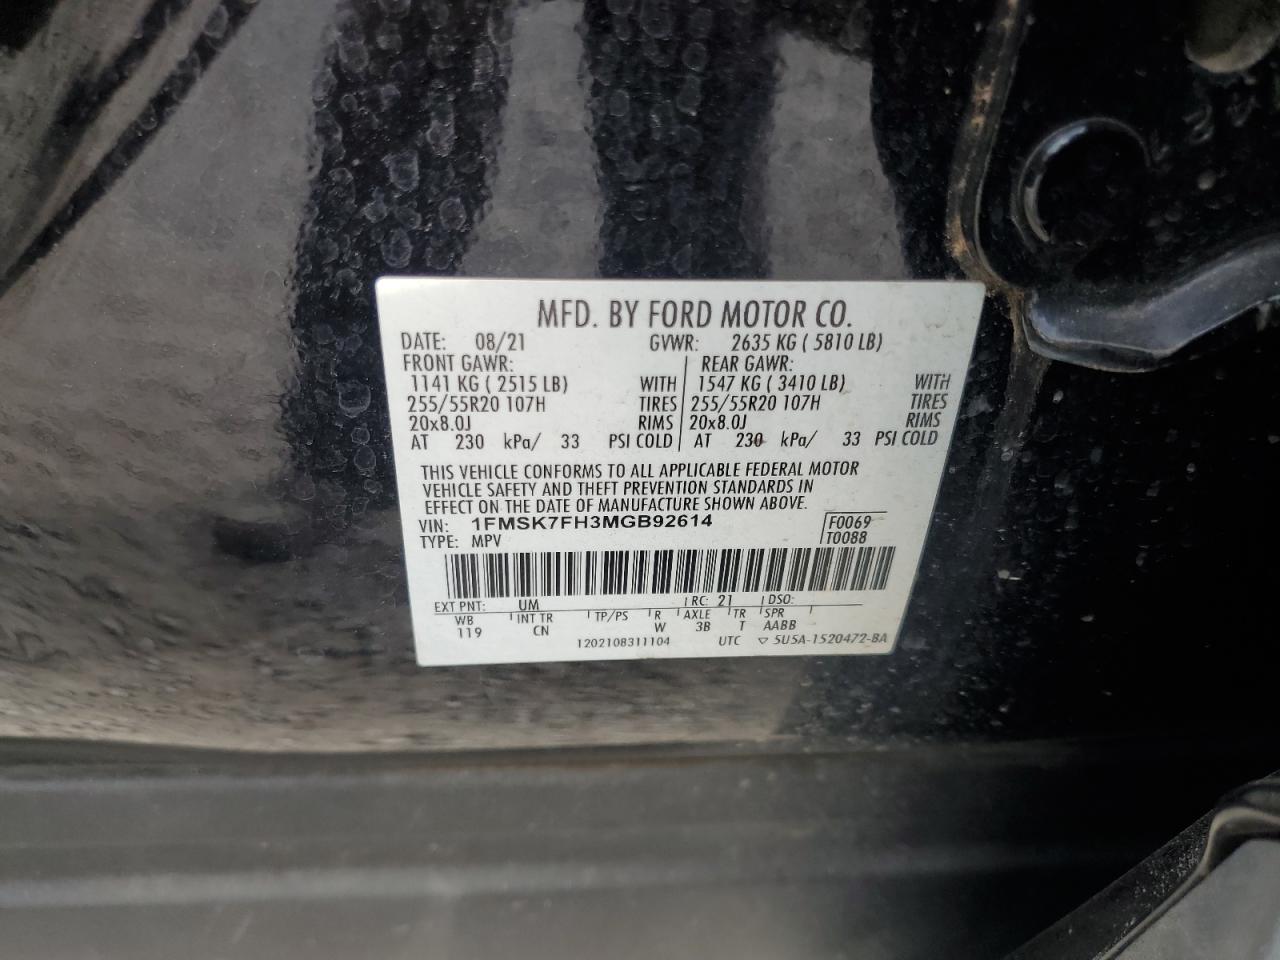 MFD. BY FORD MOTOR CO.
DATE: 08/21 GVWR: 2635 KG ( 5810 LB)
FRONT GAWR: REAR GAWR:
1141 KG ( 2515 LB) WITH 1547 KG ( 3410 LB) WITH
255/55R20 107H TIRES 255/55R20 107H TIRES
20x8.0J RIMS 20x8.0J RIMS
AT 230 kPa/ 33 PSI COLD AT 230 kPa/ 33 PSI COLD
THIS VEHICLE CONFORMS TO ALL APPLICABLE FEDERAL MOTOR
VEHICLE SAFETY AND THEFT PREVENTION STANDARDS IN
EFFECT ON THE DATE OF MANUFACTURE SHOWN ABOVE.
VIN: 1FMSK7FH3MGB92614 F0069
TYPE: MPV T0088
EXT PNT: UM RC: 21 DSO:
WB INT TR TP/PS R AXLE TR SPR
119 CN W 3B T AABB
1202108311104 UTC ▽ 5U5A-1520472-BA